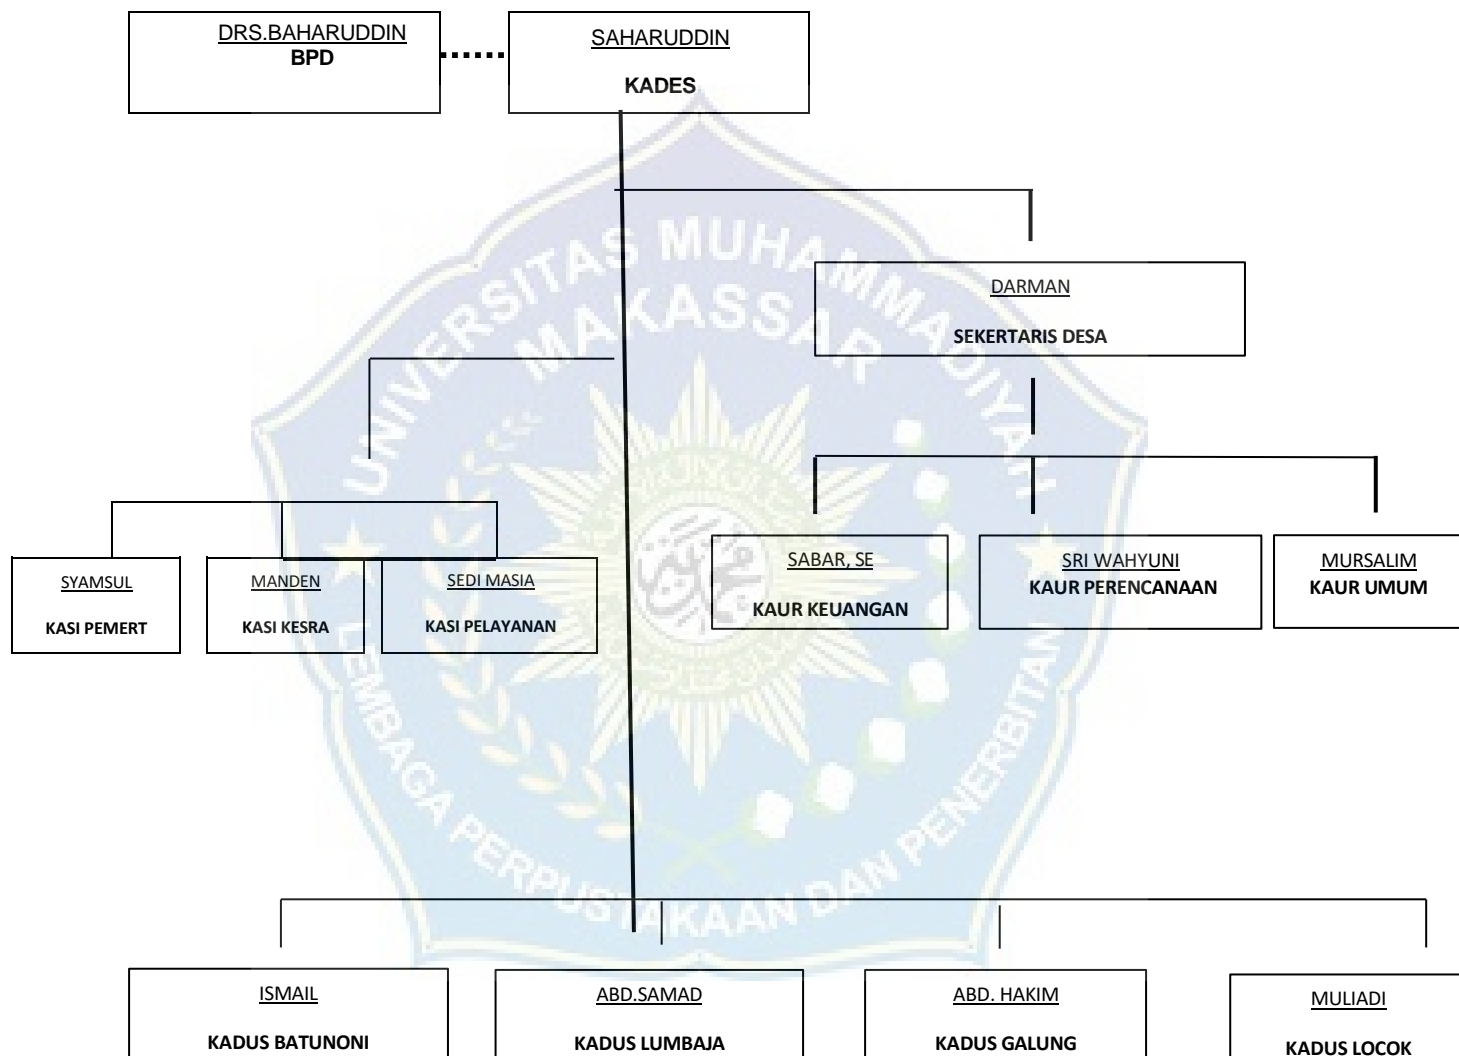 DRS.BAHARUDDIN
BPD
SAHARUDDIN
KADES
DARMAN
SEKERTARIS DESA
SYAMSUL
KASI PEMERT
MANDEN
KASI KESRA
SEDI MASIA
KASI PELAYANAN
SABAR, SE
KAUR KEUANGAN
SRI WAHYUNI
KAUR PERENCANAAN
MURSALIM
KAUR UMUM
ISMAIL
KADUS BATUNONI
ABD.SAMAD
KADUS LUMBAJA
ABD. HAKIM
KADUS GALUNG
MULIADI
KADUS LOCOK
UNIVERSITAS MUHAMMADIYAH
MAKASSAR
LEMBAGA PERPUSTAKAAN DAN PENERBITAN